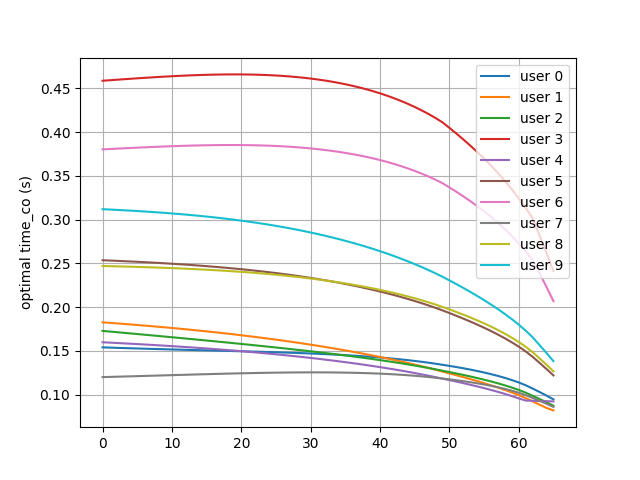 0.45
0.40
0.35
0.30
0.25
0.20
0.15
0.10
optimal time_co (s)
0 10 20 30 40 50 60
user 0
user 1
user 2
user 3
user 4
user 5
user 6
user 7
user 8
user 9